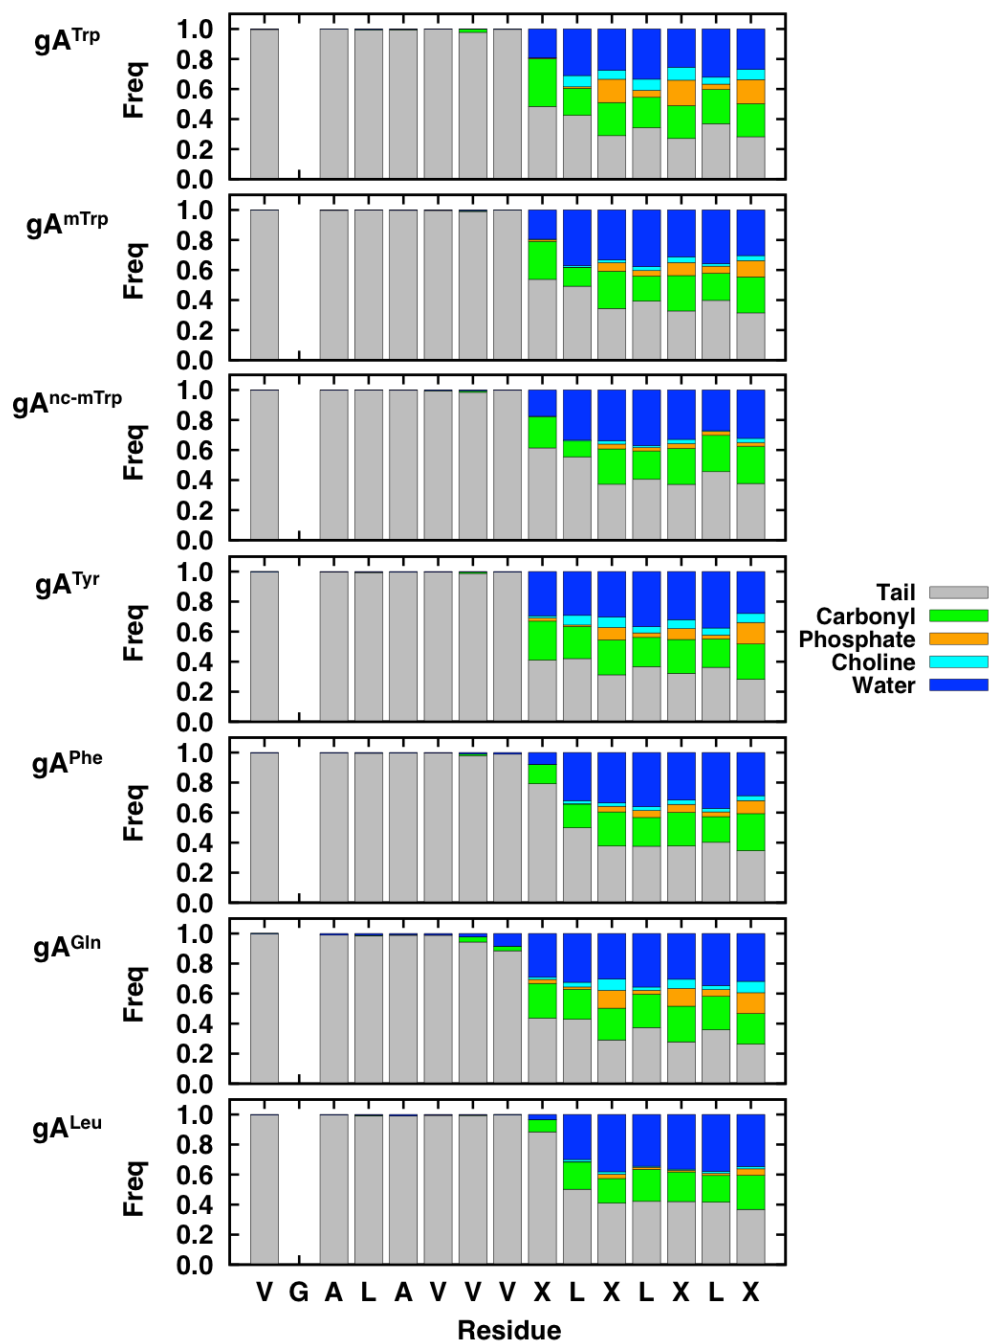 gA^Trp
Freq
1.0
0.8
0.6
0.4
0.2
0.0
gA^mTrp
Freq
1.0
0.8
0.6
0.4
0.2
0.0
gA^nc-mTrp
Freq
1.0
0.8
0.6
0.4
0.2
0.0
gA^Tyr
Freq
1.0
0.8
0.6
0.4
0.2
0.0
Tail
Carbonyl
Phosphate
Choline
Water
gA^Phe
Freq
1.0
0.8
0.6
0.4
0.2
0.0
gA^Gln
Freq
1.0
0.8
0.6
0.4
0.2
0.0
gA^Leu
Freq
1.0
0.8
0.6
0.4
0.2
0.0
V G A L A V V V X L X L X L X
Residue